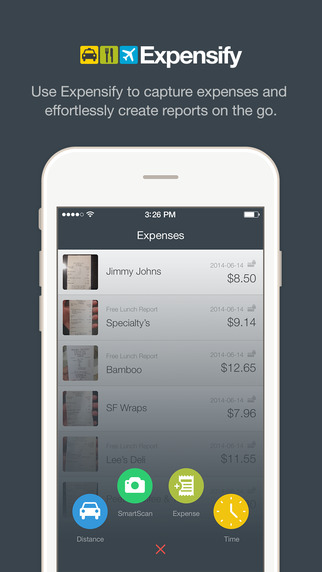 Expensify
Use Expensify to capture expenses and
effortlessly create reports on the go.
3:26 PM
Expenses
2014-06-14
Jimmy Johns
$8.50
Free Lunch Report
2014-06-14
Specialty's
$9.14
Free Lunch Report
2014-06-14
Bamboo
$12.65
2014-06-14
SF Wraps
$7.96
Free Lunch Report
2014-06-14
Lee's Deli
$11.55
SmartScan
Expense
Distance
Time